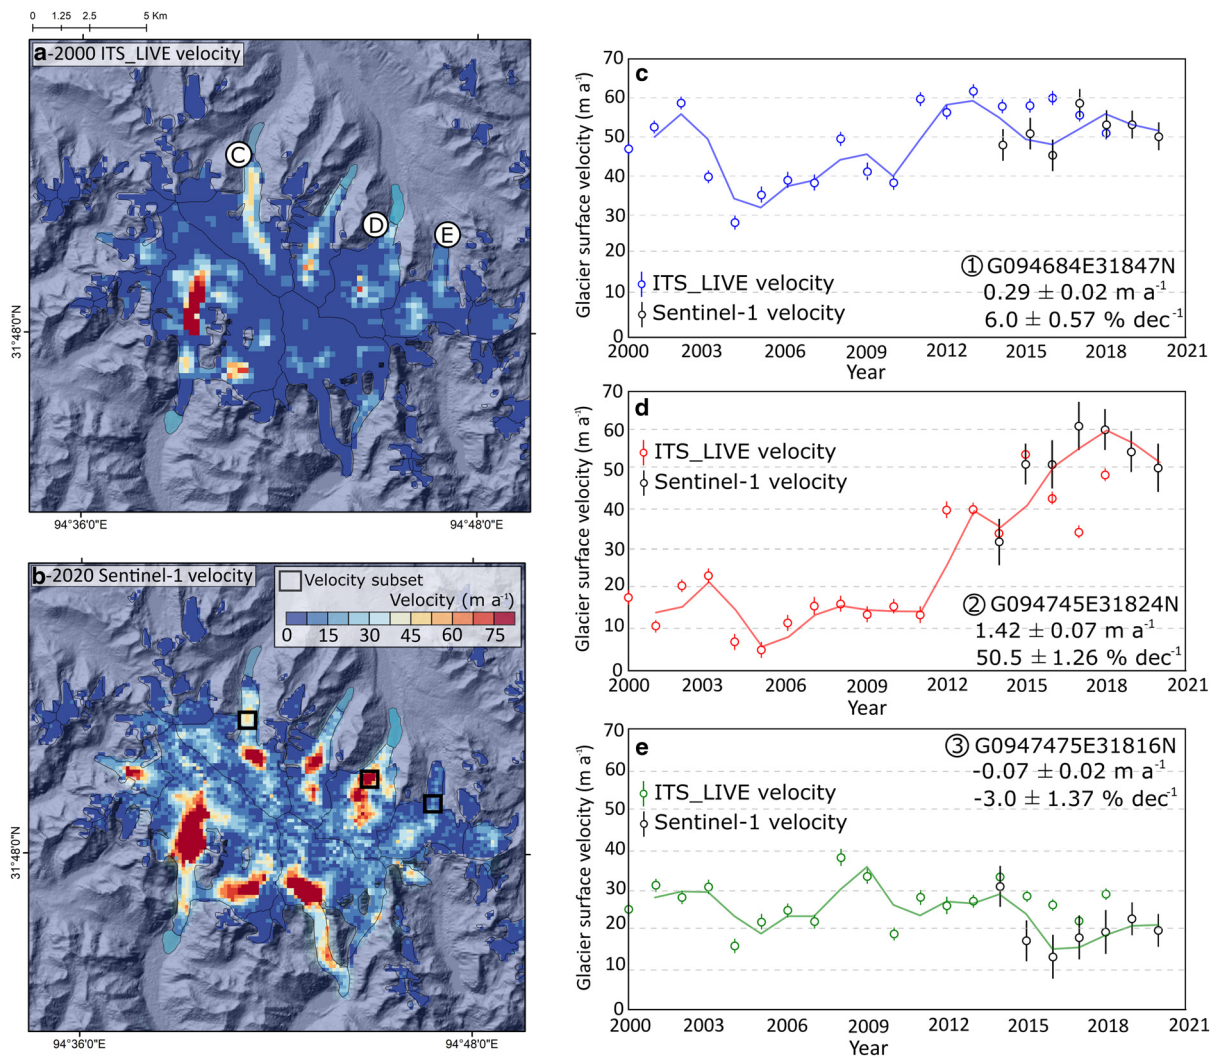 0 1.25 2.5 5 Km
a-2000 ITS_LIVE velocity
C
D
E
31°48'0"N
94°36'0"E 94°48'0"E
b-2020 Sentinel-1 velocity
Velocity subset
Velocity (m a⁻¹)
0 15 30 45 60 75
31°48'0"N
94°36'0"E 94°48'0"E
c
Glacier surface velocity (m a⁻¹)
70
60
50
40
30
20
10
0
ITS_LIVE velocity
Sentinel-1 velocity
① G094684E31847N
0.29 ± 0.02 m a⁻¹
6.0 ± 0.57 % dec⁻¹
2000 2003 2006 2009 2012 2015 2018 2021
Year
d
Glacier surface velocity (m a⁻¹)
70
60
50
40
30
20
10
0
ITS_LIVE velocity
Sentinel-1 velocity
② G094745E31824N
1.42 ± 0.07 m a⁻¹
50.5 ± 1.26 % dec⁻¹
2000 2003 2006 2009 2012 2015 2018 2021
Year
e
Glacier surface velocity (m a⁻¹)
70
60
50
40
30
20
10
0
③ G0947475E31816N
-0.07 ± 0.02 m a⁻¹
-3.0 ± 1.37 % dec⁻¹
ITS_LIVE velocity
Sentinel-1 velocity
2000 2003 2006 2009 2012 2015 2018 2021
Year